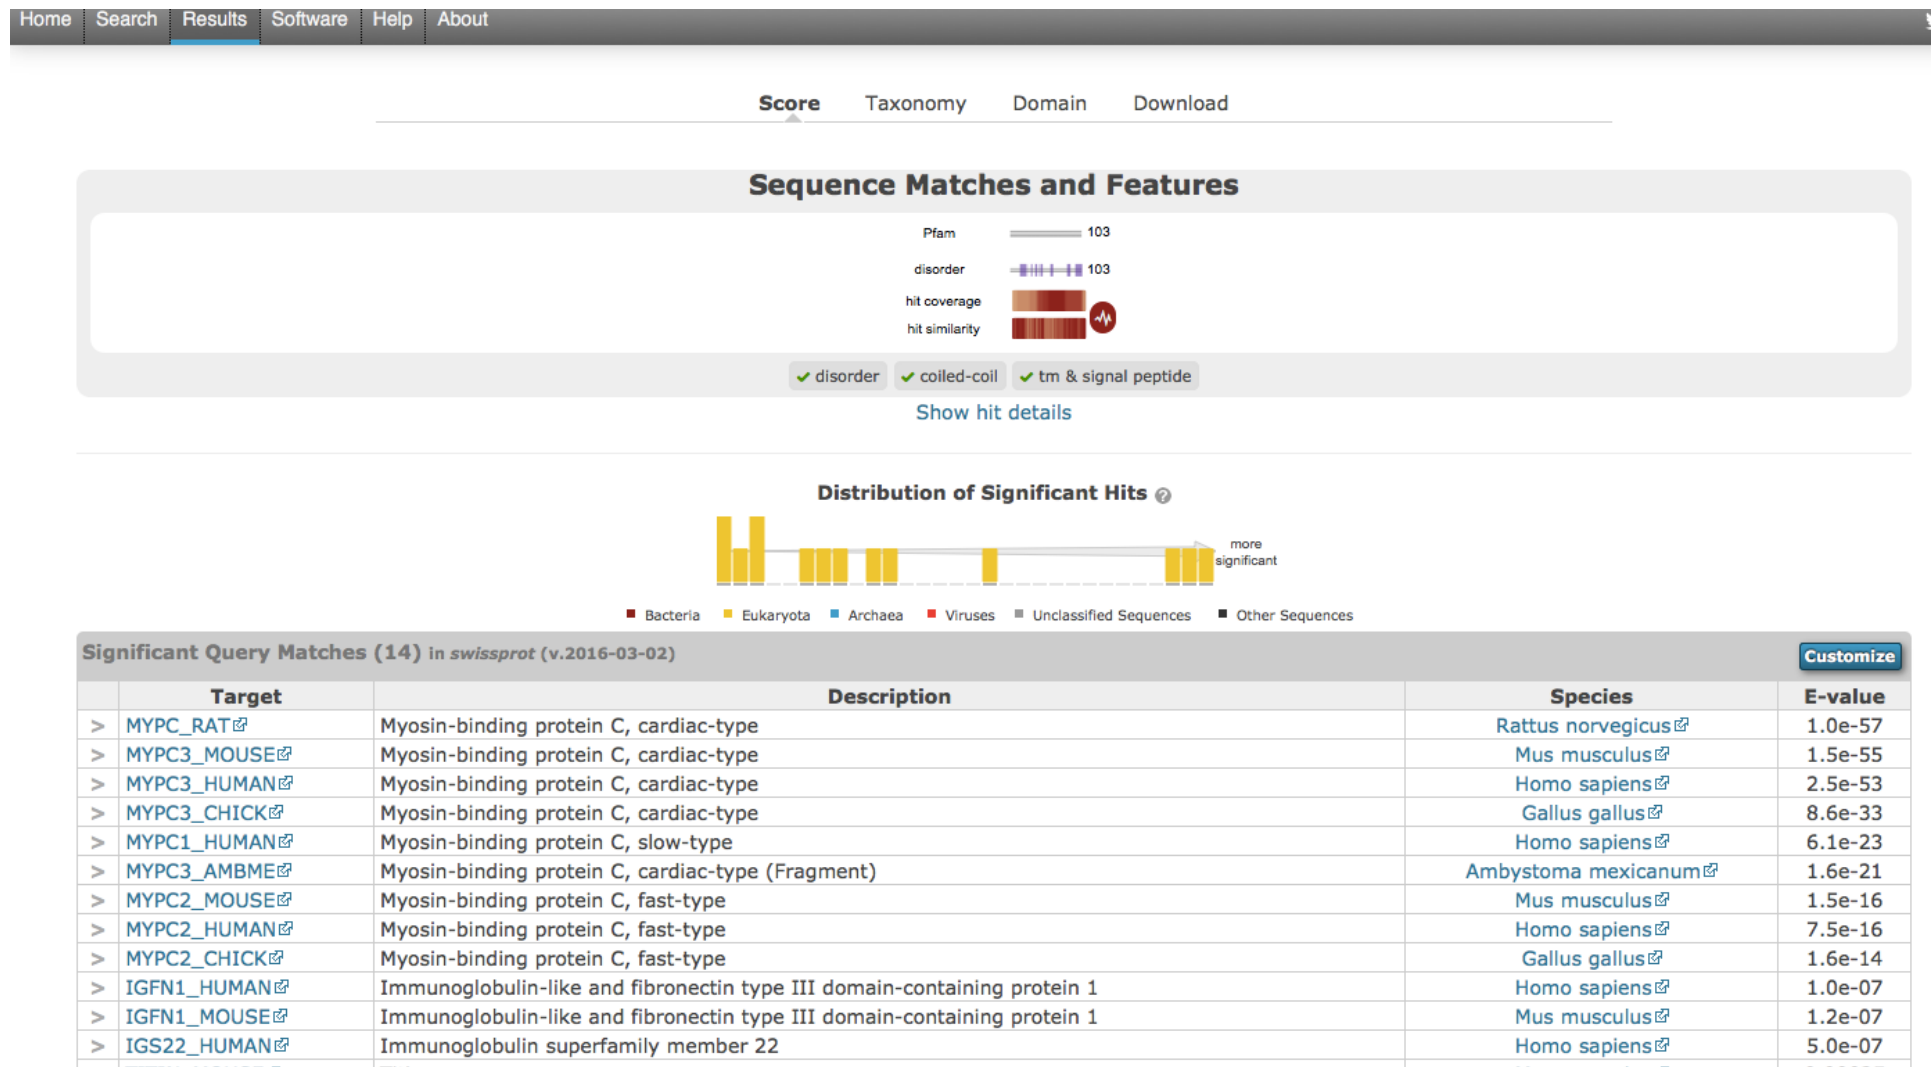 Home Search Results Software Help About
Score Taxonomy Domain Download
Sequence Matches and Features
Pfam 103
disorder 103
hit coverage
hit similarity
disorder coiled-coil tm & signal peptide
Show hit details
Distribution of Significant Hits ?
more
significant
Bacteria Eukaryota Archaea Viruses Unclassified Sequences Other Sequences
Significant Query Matches (14) in swissprot (v.2016-03-02) Customize
Target Description Species E-value
> MYPC_RAT Myosin-binding protein C, cardiac-type Rattus norvegicus 1.0e-57
> MYPC3_MOUSE Myosin-binding protein C, cardiac-type Mus musculus 1.5e-55
> MYPC3_HUMAN Myosin-binding protein C, cardiac-type Homo sapiens 2.5e-53
> MYPC3_CHICK Myosin-binding protein C, cardiac-type Gallus gallus 8.6e-33
> MYPC1_HUMAN Myosin-binding protein C, slow-type Homo sapiens 6.1e-23
> MYPC3_AMBME Myosin-binding protein C, cardiac-type (Fragment) Ambystoma mexicanum 1.6e-21
> MYPC2_MOUSE Myosin-binding protein C, fast-type Mus musculus 1.5e-16
> MYPC2_HUMAN Myosin-binding protein C, fast-type Homo sapiens 7.5e-16
> MYPC2_CHICK Myosin-binding protein C, fast-type Gallus gallus 1.6e-14
> IGFN1_HUMAN Immunoglobulin-like and fibronectin type III domain-containing protein 1 Homo sapiens 1.0e-07
> IGFN1_MOUSE Immunoglobulin-like and fibronectin type III domain-containing protein 1 Mus musculus 1.2e-07
> IGS22_HUMAN Immunoglobulin superfamily member 22 Homo sapiens 5.0e-07